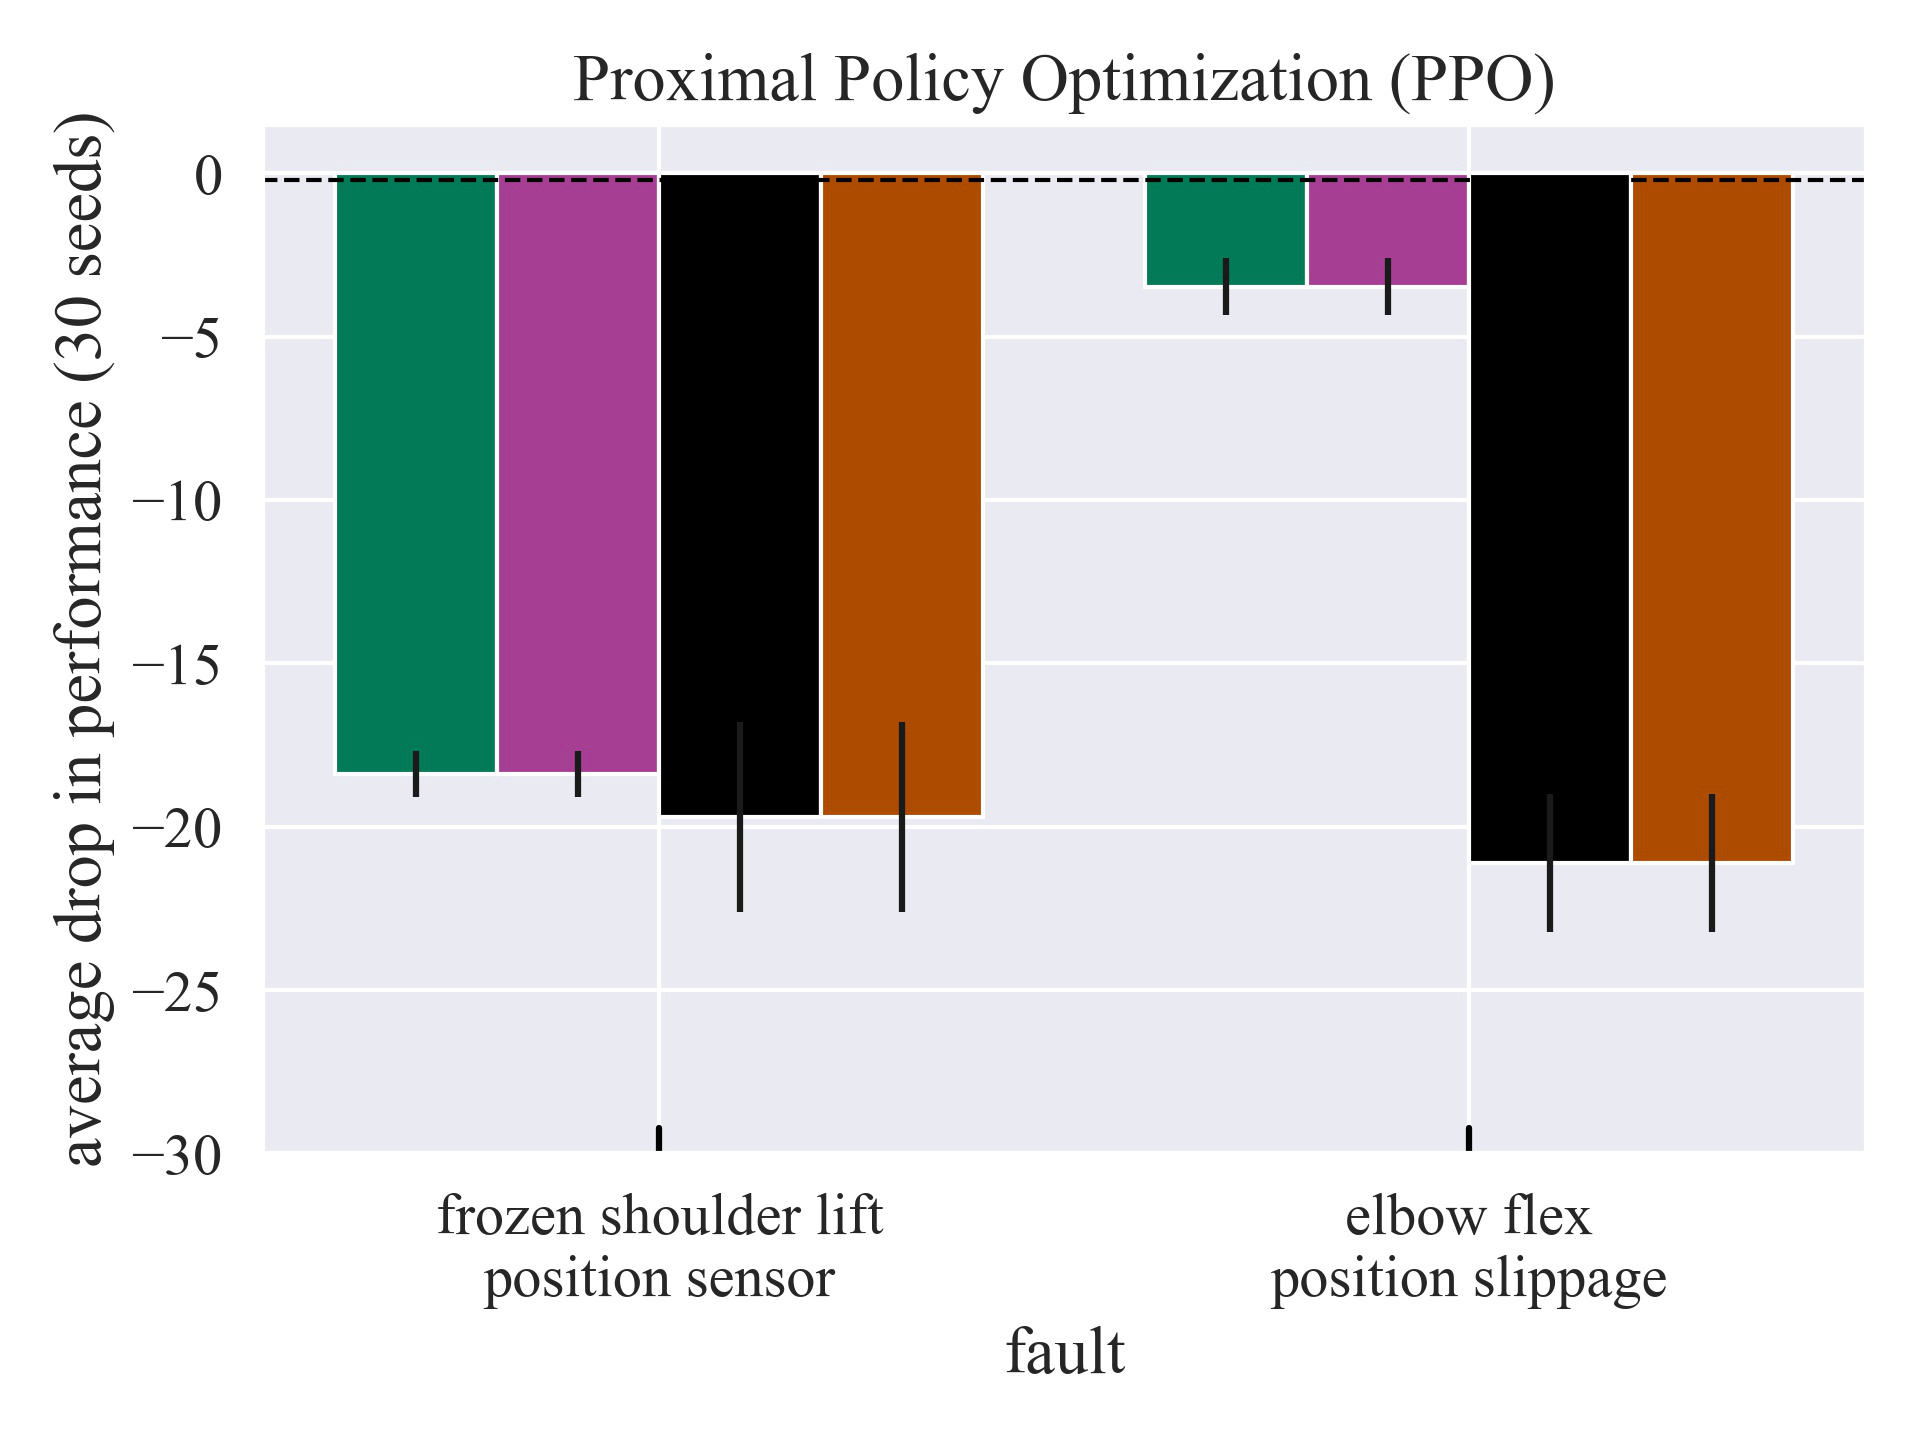 Proximal Policy Optimization (PPO)
average drop in performance (30 seeds)
0
−5
−10
−15
−20
−25
−30
frozen shoulder lift
position sensor
elbow flex
position slippage
fault